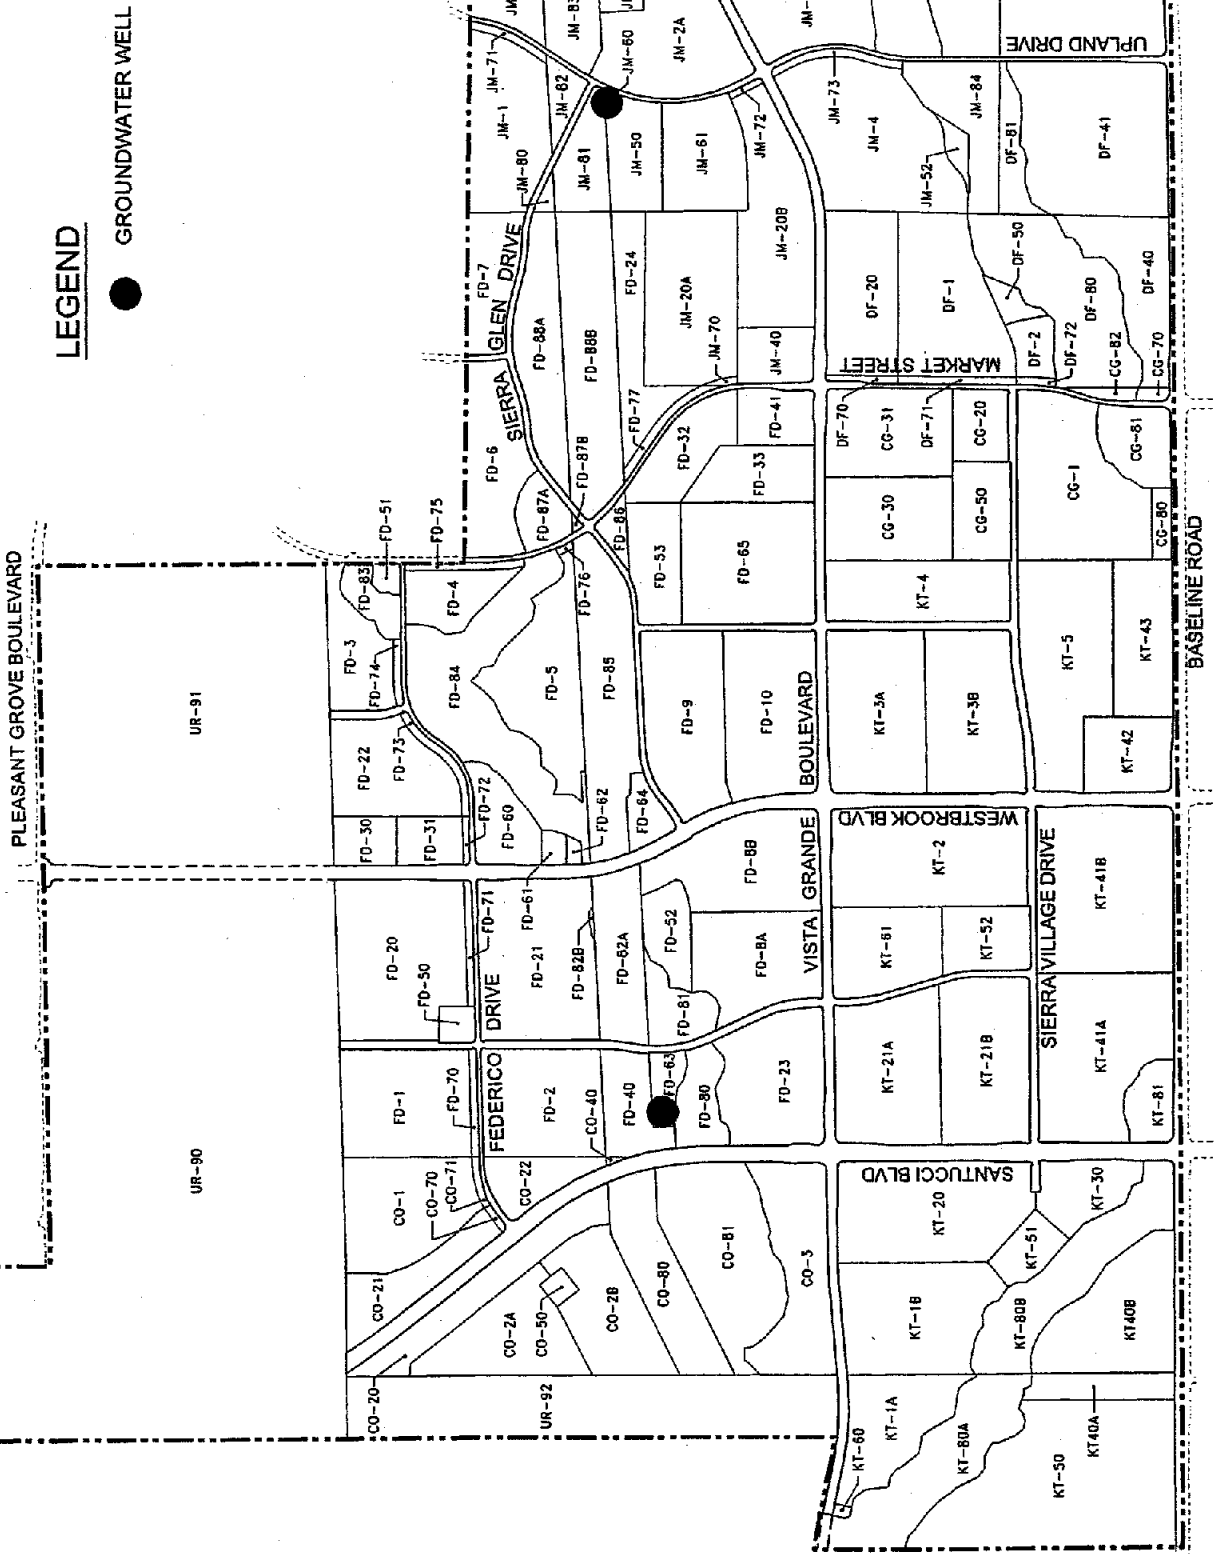 LEGEND
GROUNDWATER WELL
PLEASANT GROVE BOULEVARD
UR-91
UR-90
UR-92
JM-71
JM-1
JM-80
JM-82
JM-83
JM-60
JM-2A
JM-81
JM-50
JM-61
JM-72
JM-73
JM-4
JM-52
JM-84
UPLAND DRIVE
DF-81
DF-41
SIERRA GLEN DRIVE
FD-7
FD-88A
FD-88B
FD-24
JM-20A
JM-20B
JM-70
JM-40
DF-20
DF-1
DF-50
DF-2
DF-72
DF-80
DF-40
CG-82
CG-70
MARKET STREET
FD-6
FD-87A
FD-87B
FD-77
FD-32
FD-41
FD-33
DF-70
CG-31
DF-71
CG-20
CG-30
CG-50
CG-1
CG-81
CG-80
FD-51
FD-75
FD-83
FD-4
FD-76
FD-86
FD-53
FD-65
KT-4
FD-3
FD-74
FD-84
FD-5
FD-85
FD-9
FD-10
KT-3A
KT-3B
KT-5
KT-43
KT-42
BASELINE ROAD
FD-22
FD-73
FD-72
FD-60
FD-62
FD-64
FD-30
FD-31
FD-61
VISTA GRANDE BOULEVARD
WESTBROOK BLVD
FD-8B
KT-2
KT-41B
FD-20
FD-50
FD-71
FD-21
FD-82B
FD-82A
FD-52
FD-8A
KT-61
KT-52
SIERRA VILLAGE DRIVE
FEDERICO DRIVE
FD-81
FD-1
FD-70
FD-2
CO-40
FD-40
FD-63
FD-80
FD-23
KT-21A
KT-21B
KT-41A
KT-81
SANTUCCI BLVD
CO-1
CO-70
CO-71
CO-22
CO-21
CO-20
CO-2A
CO-50
CO-2B
CO-80
CO-81
CO-3
KT-20
KT-51
KT-30
KT-1B
KT-80B
KT40B
KT-60
KT-1A
KT-80A
KT-50
KT40A